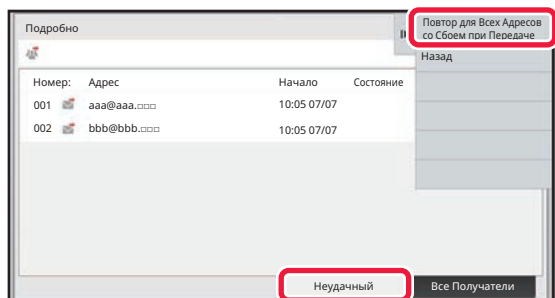 Подробно
Повтор для Всех Адресов
со Сбоем при Передаче
Назад
Номер: Адрес Начало Состояние
001 aaa@aaa.□□□ 10:05 07/07
002 bbb@bbb.□□□ 10:05 07/07
Неудачный Все Получатели